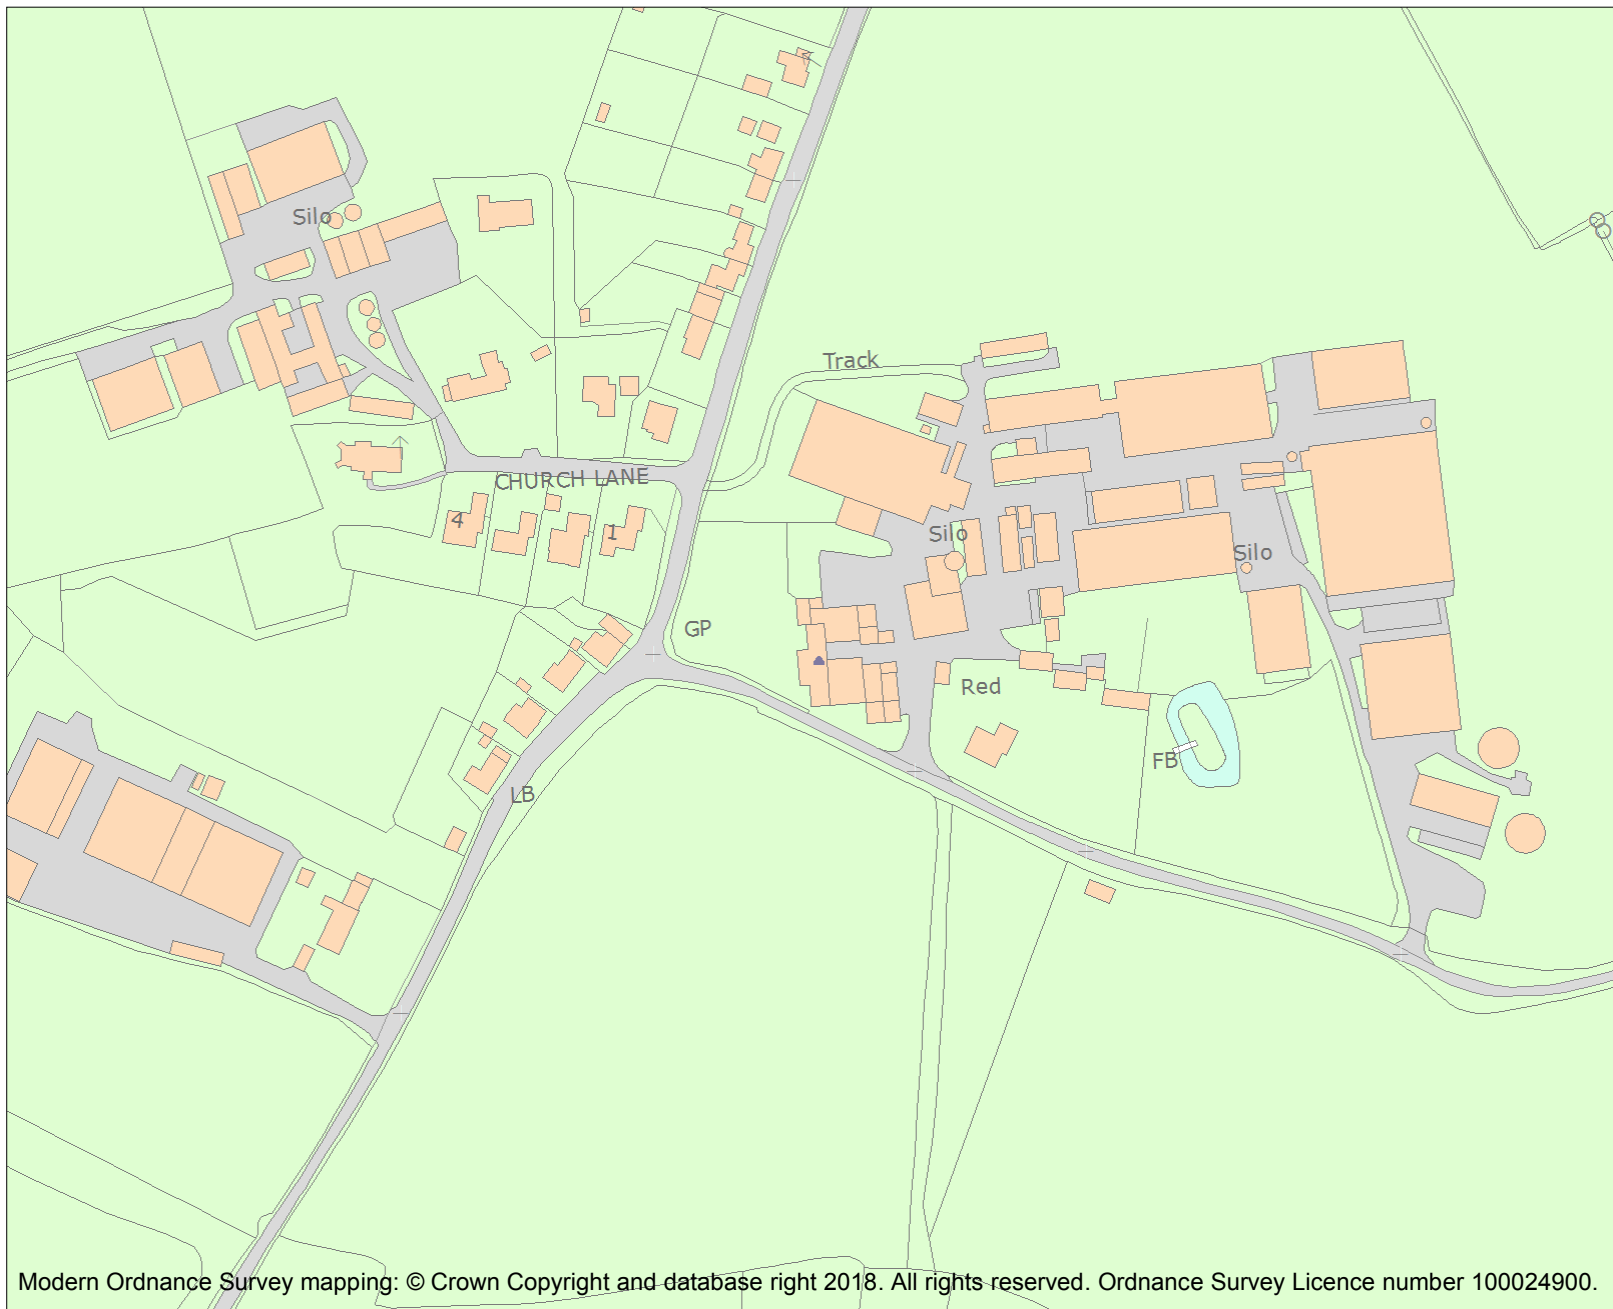 Silo
Track
CHURCH LANE
4
1
Silo
Silo
GP
Red
FB
LB
Modern Ordnance Survey mapping: © Crown Copyright and database right 2018. All rights reserved. Ordnance Survey Licence number 100024900.